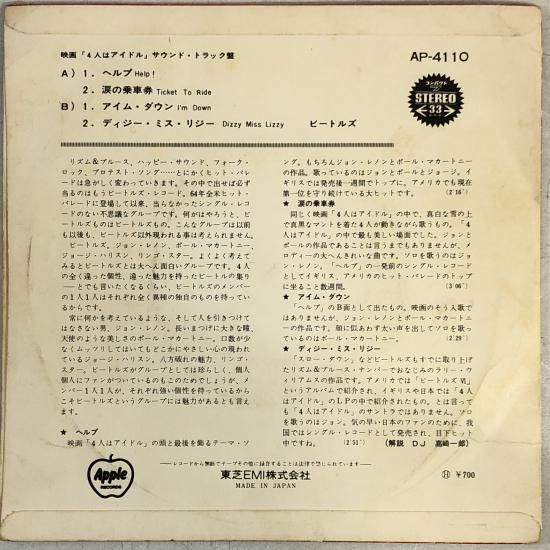 映画「4人はアイドル」サウンド・トラック盤
AP-4110
A) 1. ヘルプ Help!
2. 涙の乗車券 Ticket To Ride
B) 1. アイム・ダウン I'm Down
2. ディジー・ミス・リジー Dizzy Miss Lizzy ビートルズ
コンパクト
STEREO
33
リズム&ブルース、ハッピー・サウンド、フォーク・
ロック、プロテスト・ソング……とにかくヒット・パ
レードは急がしく変わっていきます。その中で出せば必ず
当るのはもうビートルズ・レコード。64年全米ヒット・
パレードに登場して以来、当らなかったシングル・レコ
ードのない不思議なグループです。何がはやろうと、ビー
トルズものはビートルズもの。こんなグループは以前
も以後も、ビートルズ以外現われる事は考えられません。
ビートルズ。ジョン・レノン、ポール・マカートニー、
ジョージ・ハリスン、リンゴ・スター。よくよく考えて
みるとビートルズとは大へん面白いグループです。4人
の全く違った個性、違った魅力を持ったビートルの集り
―とでも言いたくなるくらい、ビートルズのメンバー
の1人1人はそれぞれ全く異種の独自のものを持ってい
るからです。
常に何かを考えているような、そして人を引きつけて
はなさない男、ジョン・レノン。長いまつげに大きな瞳、
天使のような美しさのポール・マカートニー。口数が少
なくムッツリしてはいてもどこかにやさしい心の現われ
ているジョージ・ハリスン。八方破れの魅力、リンゴ・
スター。ビートルズがグループとしては珍らしく、個人
個人にファンがついているのもこのためでしょうが、メ
ンバー1人1人が、それぞれ強い個性を持っているから
こそビートルズというグループには魅力があるとも言え
ます。
★ ヘルプ
映画「4人はアイドル」の頭と最後を飾るテーマ・ソ
ング。もちろんジョン・レノンとポール・マカートニー
の作品。歌っているのはジョンとポールとジョージ。イ
ギリスでは発売後一週間でトップに。アメリカでも現在
第一位を守り続けている大ヒットです。 (2'16")
★ 涙の乗車券
同じく映画「4人はアイドル」の中で、真白な雪の上
で真黒なマントを着た4人が動きながら歌うもの。「4
人はアイドル」の中で最も美しい場面でした。ジョンと
ポールの作品であることは言うまでもありませんが、メ
ロディーの大へんきれいな曲です。ソロを歌うのはジョ
ン・レノン。「ヘルプ」の一発前のシングル・レコード
としてイギリス、アメリカのヒット・パレードのトップ
に坐ること数週間。 (3'06")
★ アイム・ダウン
「ヘルプ」のB面として出たもの。映画のそう入歌で
はありませんが、ジョン・レノンとポール・マカートニ
ーの作品です。頭に似あわず太い声を出してソロを歌っ
ているのはポール・マカートニー。 (2'29")
★ ディジー・ミス・リジー
「スロー・ダウン」などビートルズもすでに取り上げ
たリズム&ブルース・ナンバーでおなじみのラリー・ウ
ィリアムスの作品です。アメリカでは「ビートルズVI」
というアルバムで紹介され、イギリスや日本では「4人は
アイドル」のLPの中で紹介されたもの。とは言って
も「4人はアイドル」のサントラではありません。ソロ
を歌うのはジョン。気の早い日本のファンのために、我
国ではシングル・レコードとして発売され、目下ヒット
中ですね。 (2'51") (解説 DJ 高崎一郎)
Apple
RECORDS
―レコードから無断でテープその他に録音することは法律で禁じられています―
東芝EMI株式会社
MADE IN JAPAN
Ⓗ ¥700